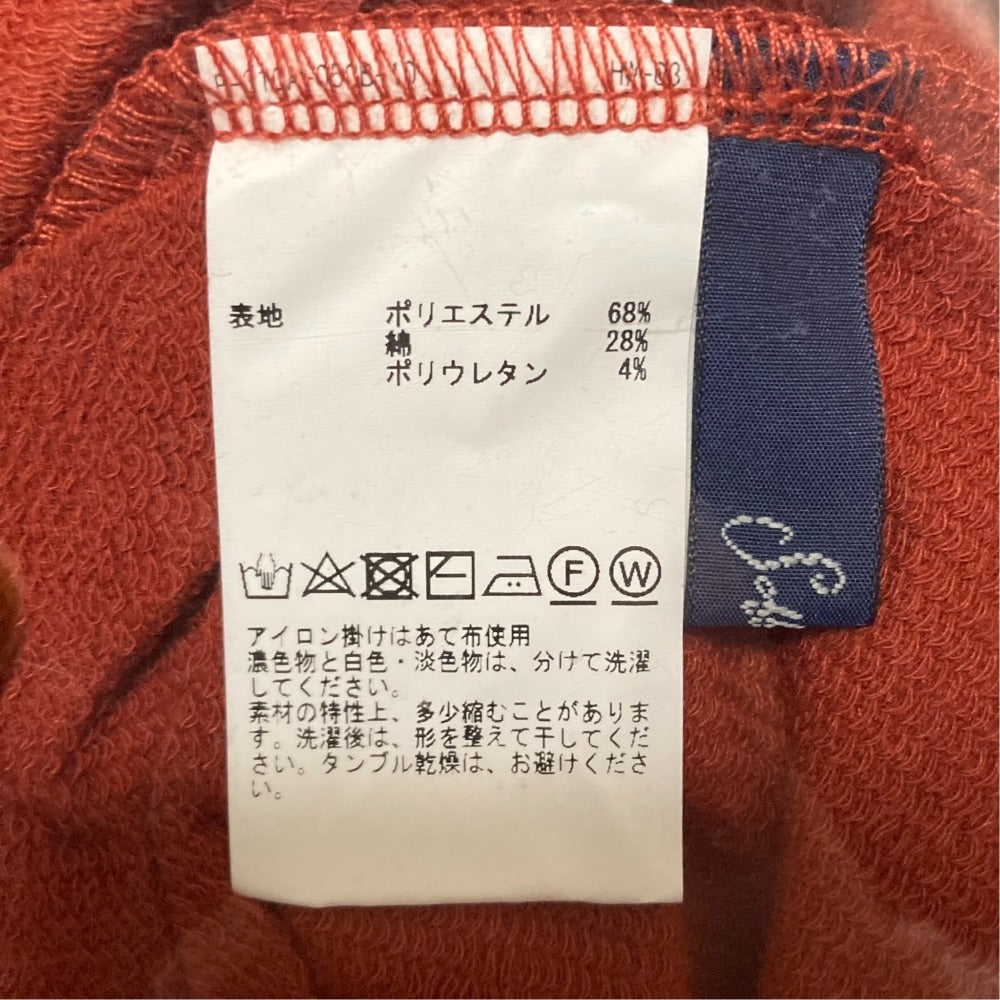 表地 ポリエステル 68%
綿 28%
ポリウレタン 4%
F W
アイロン掛けはあて布使用
濃色物と白色・淡色物は、分けて洗濯
してください。
素材の特性上、多少縮むことがありま
す。洗濯後は、形を整えて干してくだ
さい。タンブル乾燥は、お避けくださ
い。